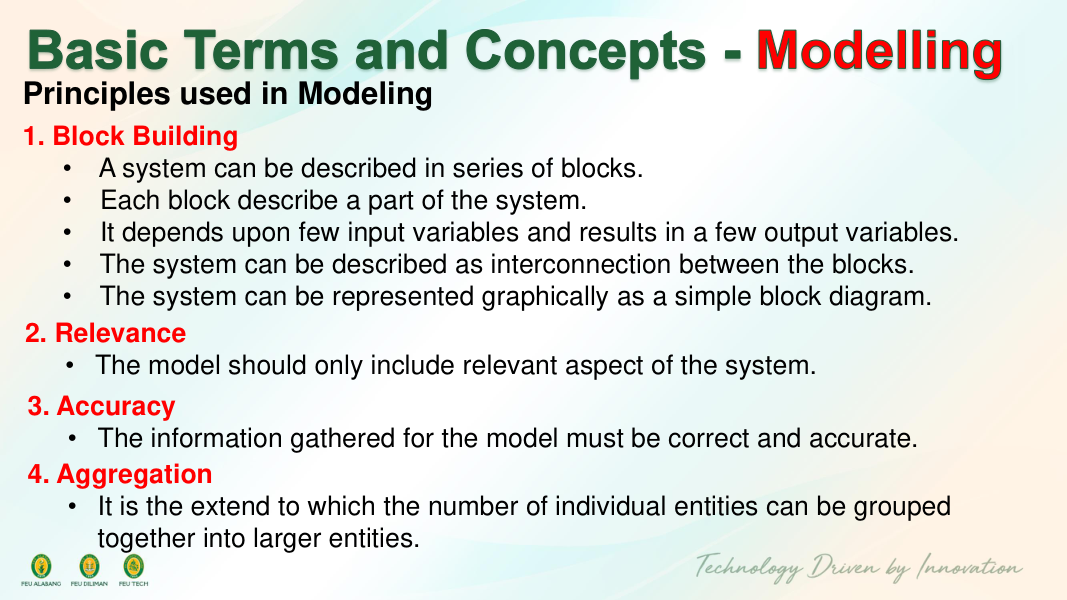 Basic Terms and Concepts - Modelling
Principles used in Modeling
1. Block Building
• A system can be described in series of blocks.
• Each block describe a part of the system.
• It depends upon few input variables and results in a few output variables.
• The system can be described as interconnection between the blocks.
• The system can be represented graphically as a simple block diagram.
2. Relevance
• The model should only include relevant aspect of the system.
3. Accuracy
• The information gathered for the model must be correct and accurate.
4. Aggregation
• It is the extend to which the number of individual entities can be grouped
together into larger entities.
FEU ALABANG FEU DILIMAN FEU TECH
Technology Driven by Innovation